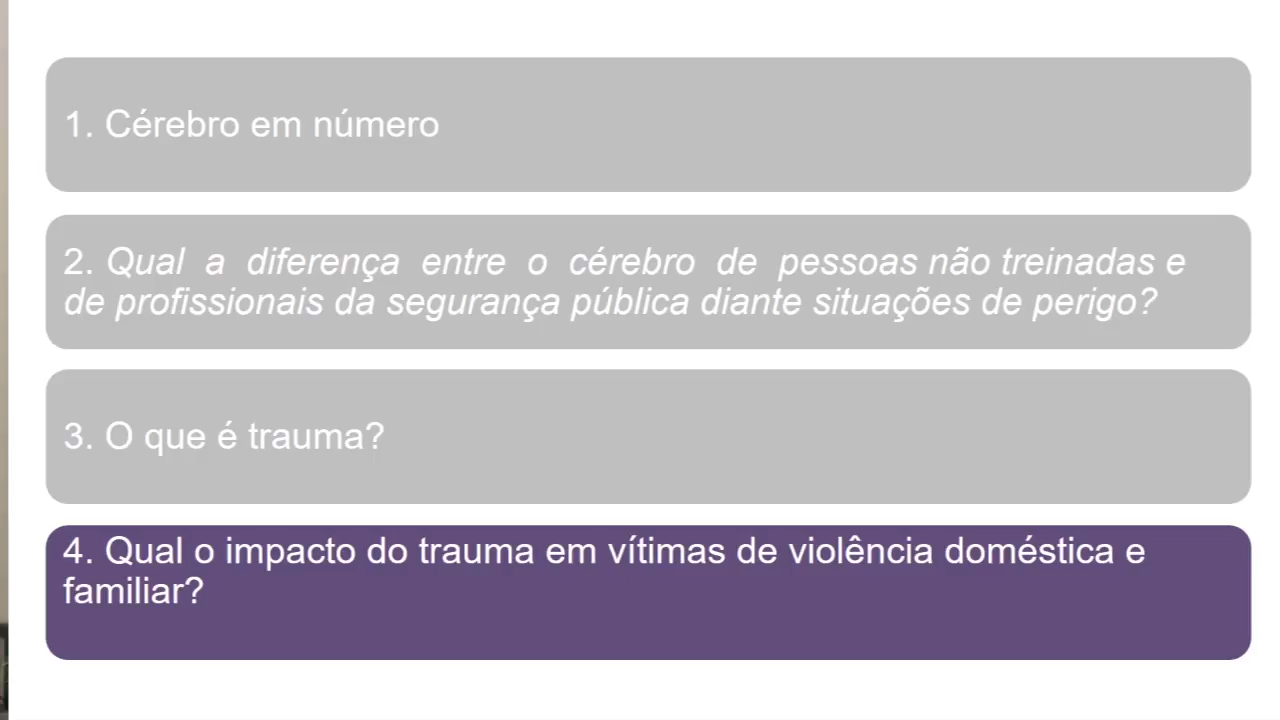 1. Cérebro em número
2. Qual a diferença entre o cérebro de pessoas não treinadas e
de profissionais da segurança pública diante situações de perigo?
3. O que é trauma?
4. Qual o impacto do trauma em vítimas de violência doméstica e
familiar?